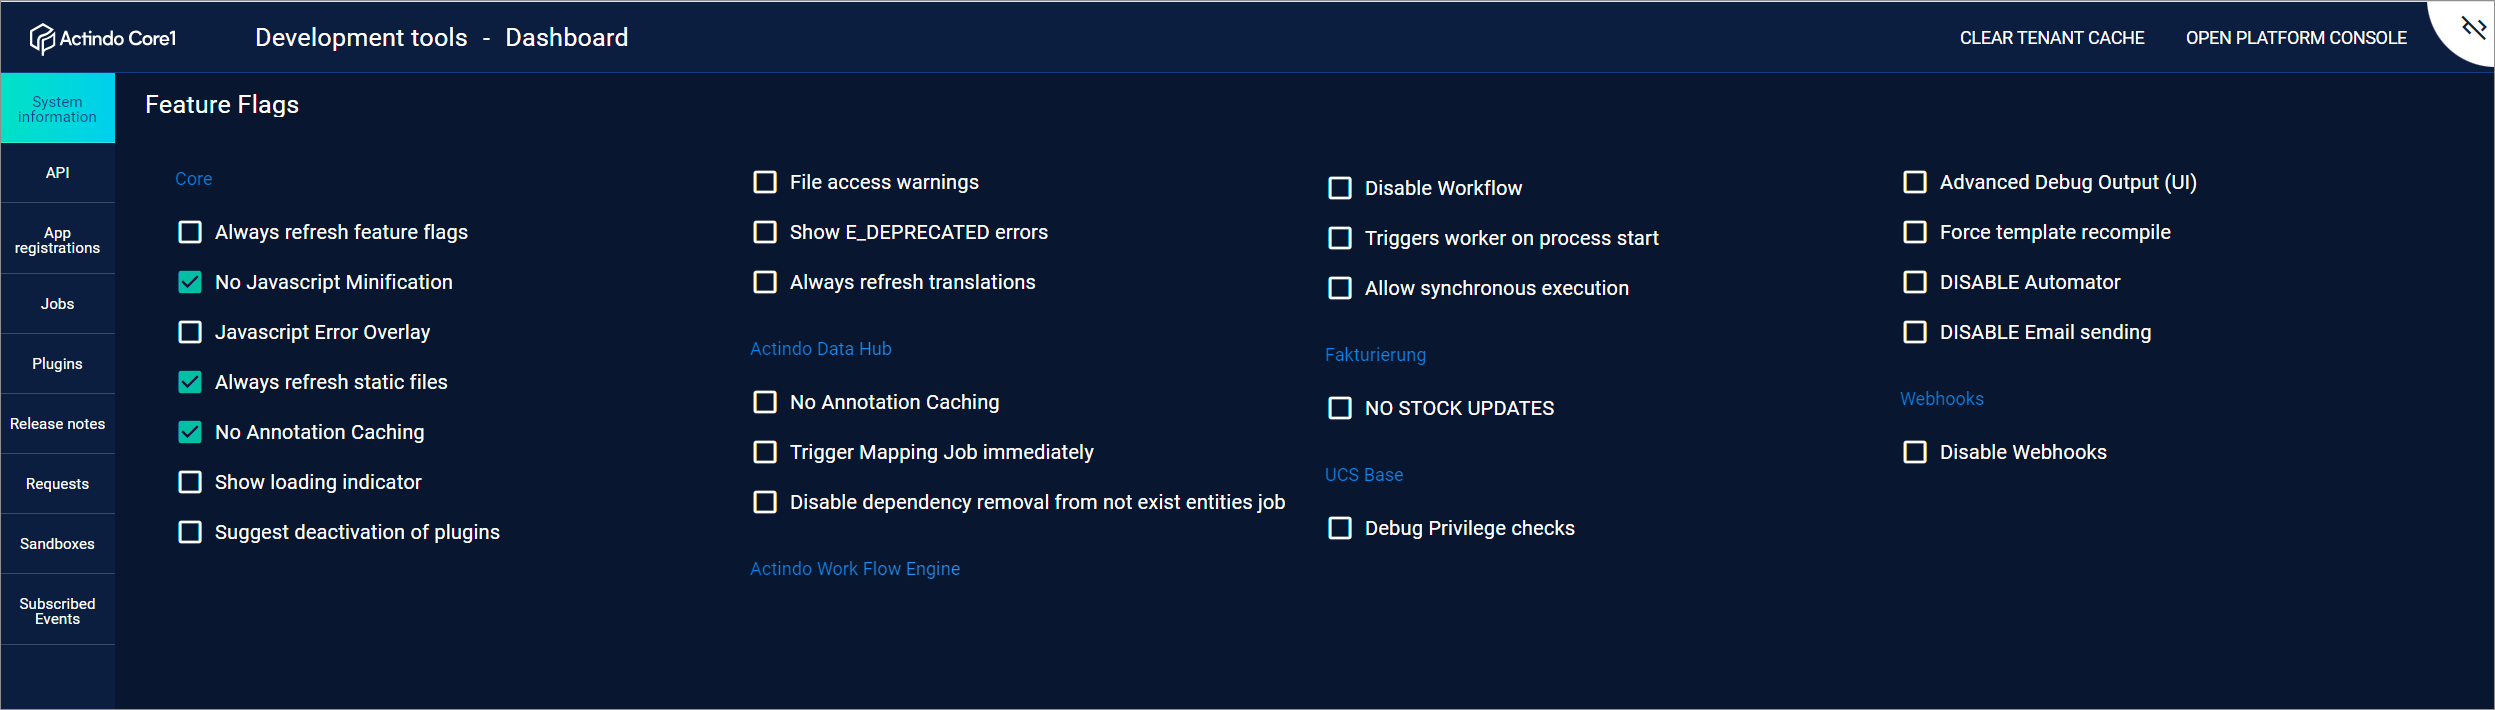 Actindo Core1
Development tools - Dashboard
CLEAR TENANT CACHE
OPEN PLATFORM CONSOLE
System
information
API
App
registrations
Jobs
Plugins
Release notes
Requests
Sandboxes
Subscribed
Events
Feature Flags
Core
Always refresh feature flags
No Javascript Minification
Javascript Error Overlay
Always refresh static files
No Annotation Caching
Show loading indicator
Suggest deactivation of plugins
File access warnings
Show E_DEPRECATED errors
Always refresh translations
Actindo Data Hub
No Annotation Caching
Trigger Mapping Job immediately
Disable dependency removal from not exist entities job
Actindo Work Flow Engine
Disable Workflow
Triggers worker on process start
Allow synchronous execution
Fakturierung
NO STOCK UPDATES
UCS Base
Debug Privilege checks
Advanced Debug Output (UI)
Force template recompile
DISABLE Automator
DISABLE Email sending
Webhooks
Disable Webhooks